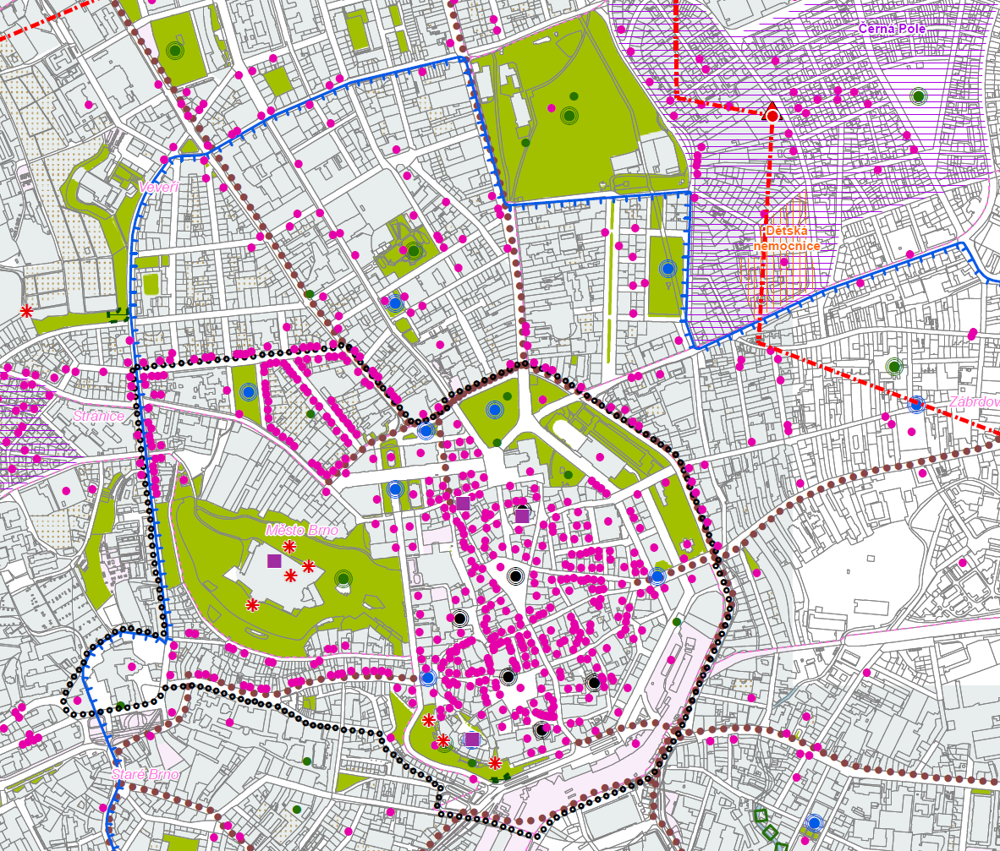 Černá Pole
Veveří
Dětská
nemocnice
Stránice
Zábrdov
Město Brno
Staré Brno